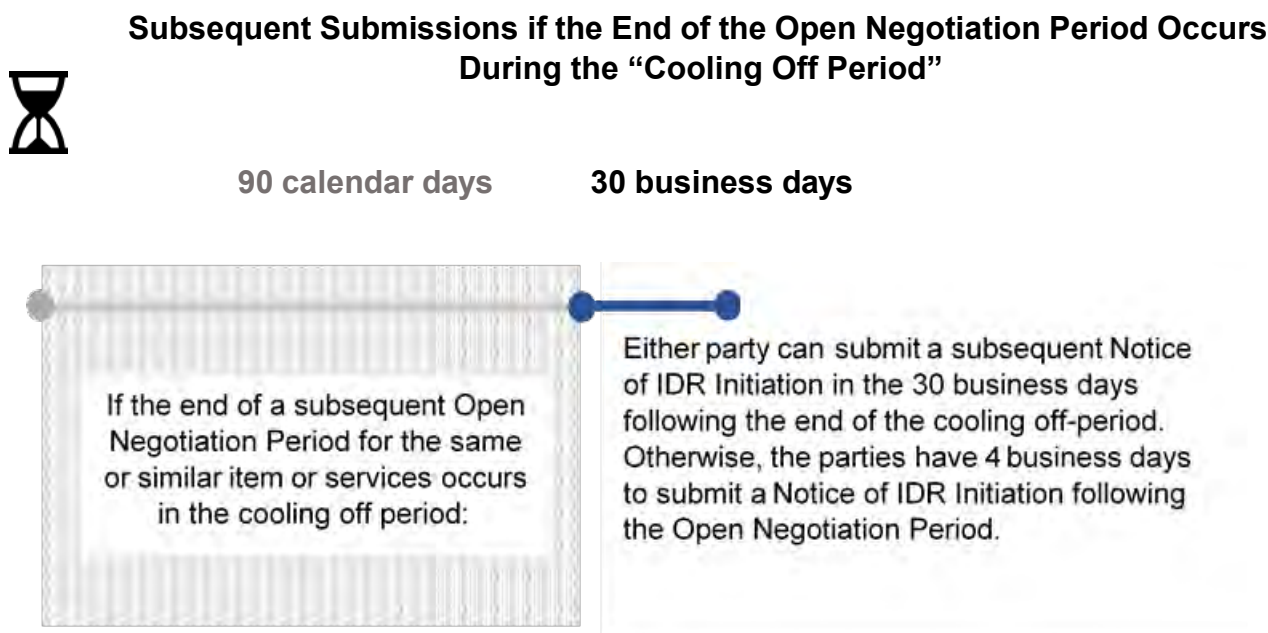 Subsequent Submissions if the End of the Open Negotiation Period Occurs
During the “Cooling Off Period”
90 calendar days
30 business days
If the end of a subsequent Open
Negotiation Period for the same
or similar item or services occurs
in the cooling off period:
Either party can submit a subsequent Notice
of IDR Initiation in the 30 business days
following the end of the cooling off-period.
Otherwise, the parties have 4 business days
to submit a Notice of IDR Initiation following
the Open Negotiation Period.